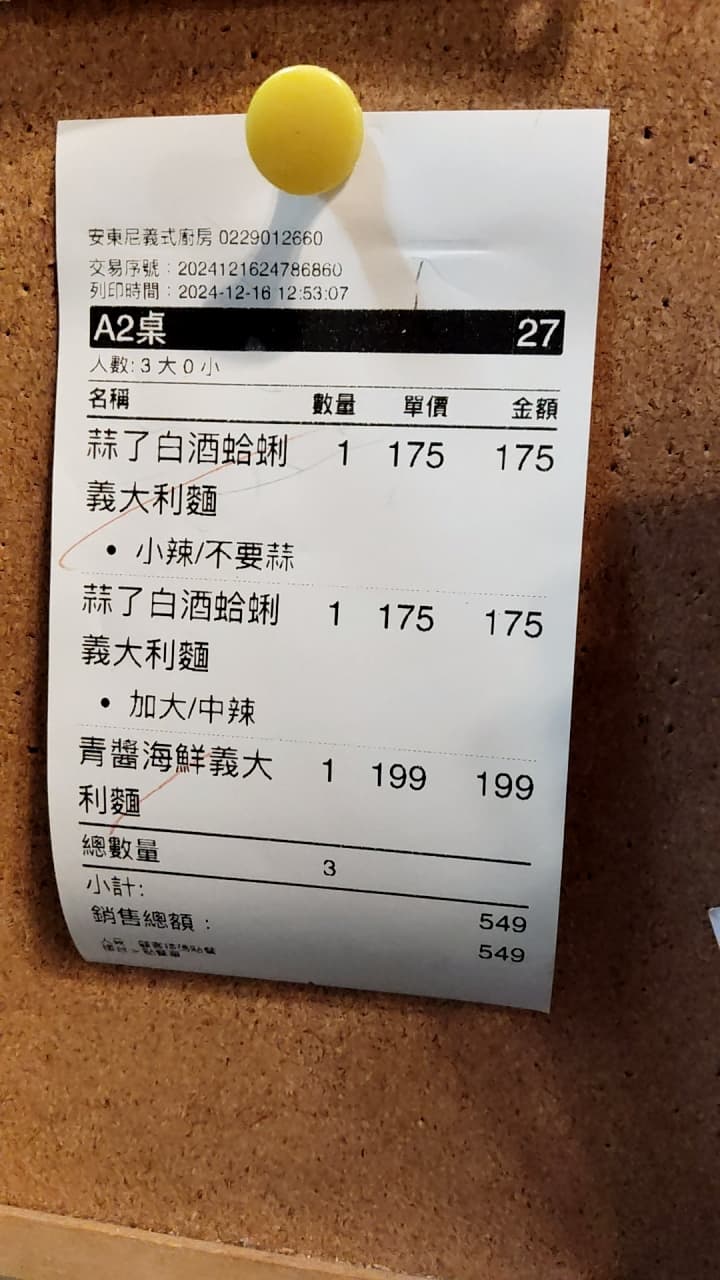 安東尼義式廚房 0229012660
交易序號：2024121624786860
列印時間：2024-12-16 12:53:07
A2桌 27
人數: 3 大 0 小
名稱 數量 單價 金額
蒜了白酒蛤蜊 1 175 175
義大利麵
• 小辣/不要蒜
蒜了白酒蛤蜊 1 175 175
義大利麵
• 加大/中辣
青醬海鮮義大 1 199 199
利麵
總數量 3
小計: 549
銷售總額： 549